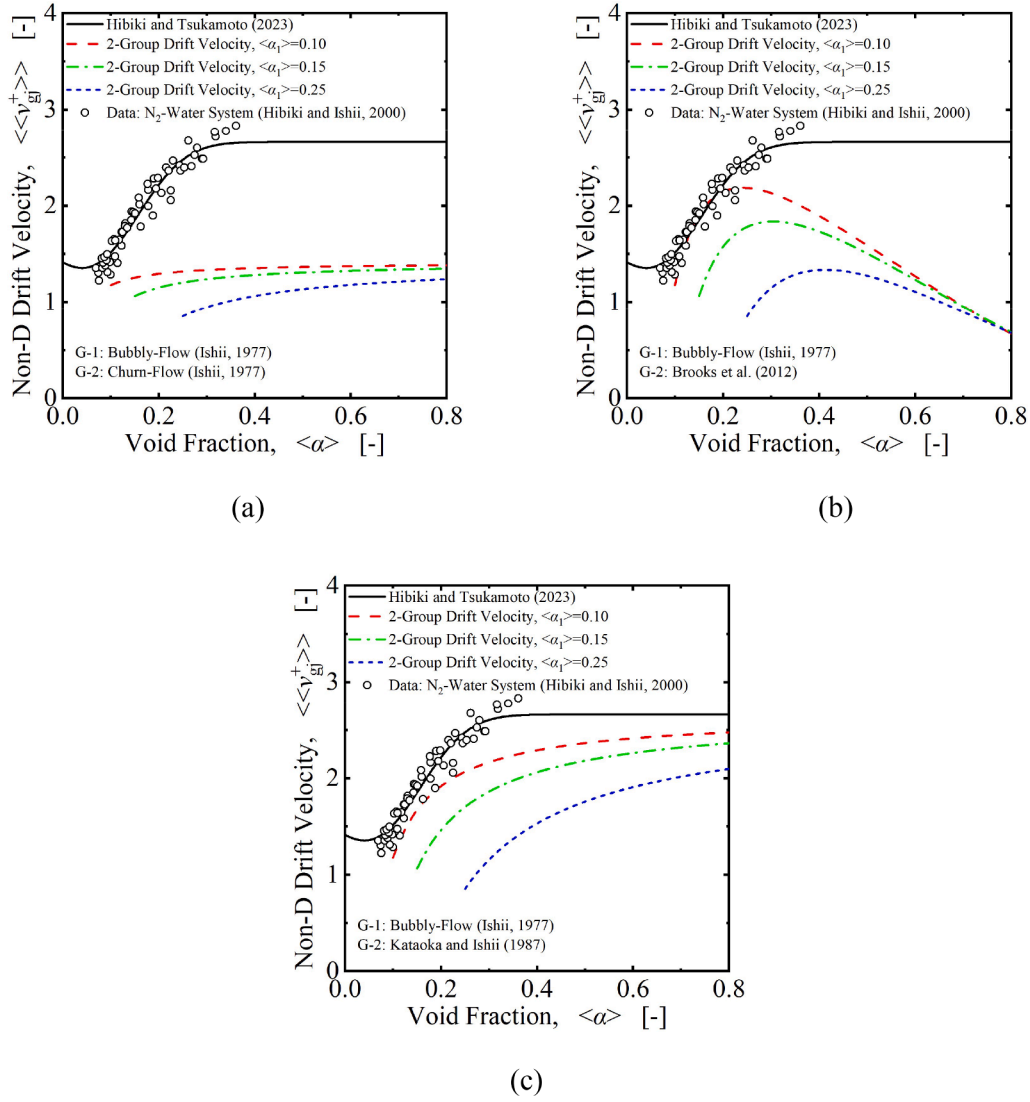 Non-D Drift Velocity, <<v⁺gj>> [-]
4
3
2
1
0
Hibiki and Tsukamoto (2023)
2-Group Drift Velocity, <α₁>=0.10
2-Group Drift Velocity, <α₁>=0.15
2-Group Drift Velocity, <α₁>=0.25
Data: N₂-Water System (Hibiki and Ishii, 2000)
G-1: Bubbly-Flow (Ishii, 1977)
G-2: Churn-Flow (Ishii, 1977)
0.0 0.2 0.4 0.6 0.8
Void Fraction, <α> [-]
(a)
Non-D Drift Velocity, <<v⁺gj>> [-]
4
3
2
1
0
Hibiki and Tsukamoto (2023)
2-Group Drift Velocity, <α₁>=0.10
2-Group Drift Velocity, <α₁>=0.15
2-Group Drift Velocity, <α₁>=0.25
Data: N₂-Water System (Hibiki and Ishii, 2000)
G-1: Bubbly-Flow (Ishii, 1977)
G-2: Brooks et al. (2012)
0.0 0.2 0.4 0.6 0.8
Void Fraction, <α> [-]
(b)
Non-D Drift Velocity, <<v⁺gj>> [-]
4
3
2
1
0
Hibiki and Tsukamoto (2023)
2-Group Drift Velocity, <α₁>=0.10
2-Group Drift Velocity, <α₁>=0.15
2-Group Drift Velocity, <α₁>=0.25
Data: N₂-Water System (Hibiki and Ishii, 2000)
G-1: Bubbly-Flow (Ishii, 1977)
G-2: Kataoka and Ishii (1987)
0.0 0.2 0.4 0.6 0.8
Void Fraction, <α> [-]
(c)